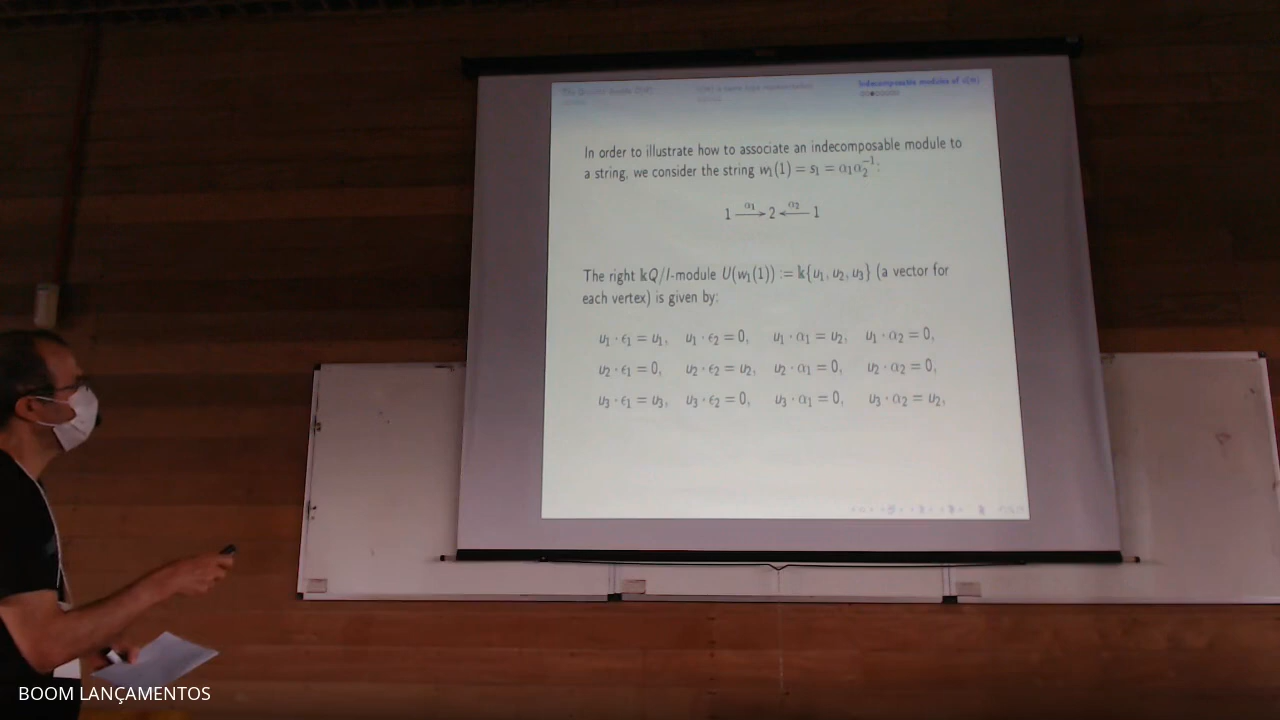 Indecomposable modules of
In order to illustrate how to associate an indecomposable module to
a string, we consider the string w₁(1) = s₁ = α₁α₂⁻¹:
1 —α₁→ 2 ←α₂— 1
The right 𝕜Q/I-module U(w₁(1)) := 𝕜{u₁, u₂, u₃} (a vector for
each vertex) is given by:
u₁ · ϵ₁ = u₁, u₁ · ϵ₂ = 0, u₁ · α₁ = u₂, u₁ · α₂ = 0,
u₂ · ϵ₁ = 0, u₂ · ϵ₂ = u₂, u₂ · α₁ = 0, u₂ · α₂ = 0,
u₃ · ϵ₁ = u₃, u₃ · ϵ₂ = 0, u₃ · α₁ = 0, u₃ · α₂ = u₂,
BOOM LANÇAMENTOS